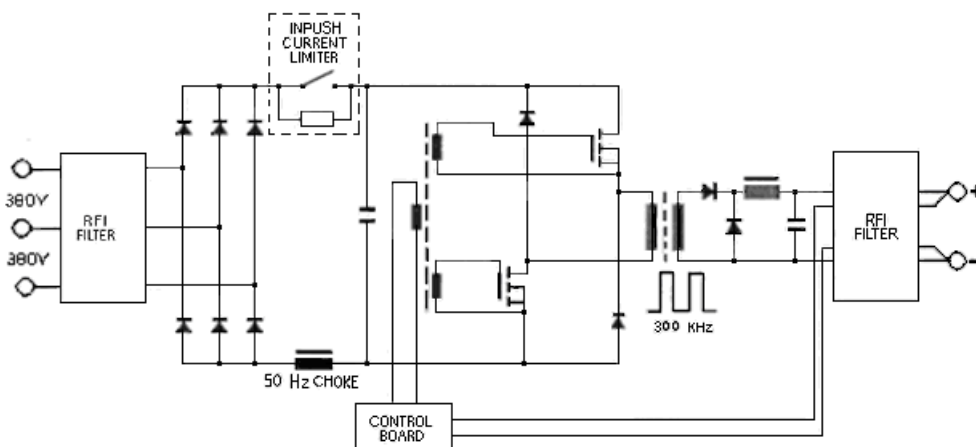 INPUSH
CURRENT
LIMITER
380V
380V
RFI
FILTER
RFI
FILTER
+
-
300 KHz
50 Hz CHOKE
CONTROL
BOARD